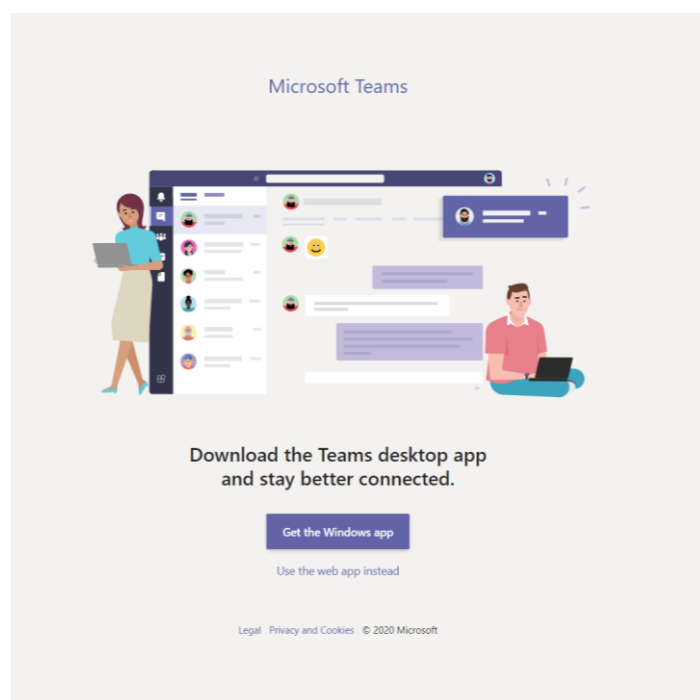 Microsoft Teams
Download the Teams desktop app
and stay better connected.
Get the Windows app
Use the web app instead
Legal Privacy and Cookies © 2020 Microsoft